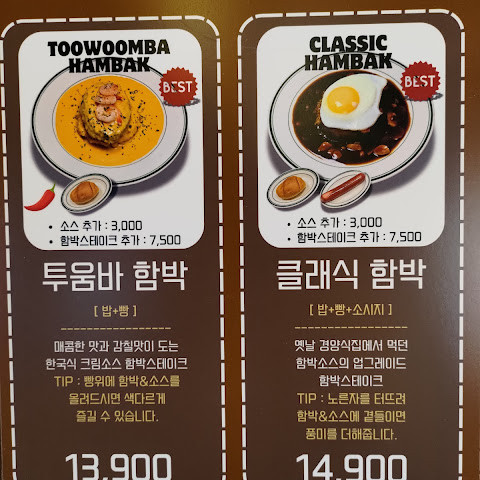 TOOWOOMBA
HAMBAK
BEST
• 소스 추가 : 3,000
• 함박스테이크 추가 : 7,500
투움바 함박
[ 밥+빵 ]
매콤한 맛과 감칠맛이 도는
한국식 크림소스 함박스테이크
TIP : 빵위에 함박&소스를
올려드시면 색다르게
즐길 수 있습니다.
13,900
CLASSIC
HAMBAK
BEST
• 소스 추가 : 3,000
• 함박스테이크 추가 : 7,500
클래식 함박
[ 밥+빵+소시지 ]
옛날 경양식집에서 먹던
함박소스의 업그레이드
함박스테이크
TIP : 노른자를 터뜨려
함박&소스에 곁들이면
풍미를 더해줍니다.
14,900